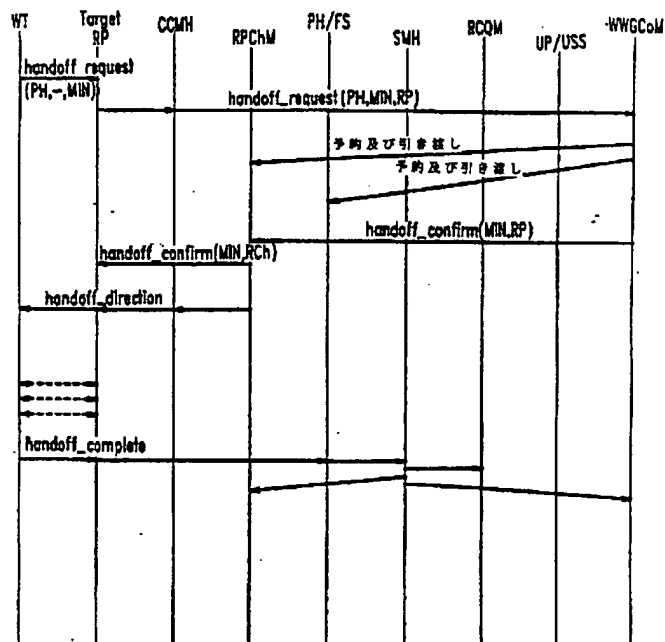 WT
Target
RP
CCMH
RPChM
PH/FS
SMH
RCQM
UP/USS
WWGCoM
handoff_request
(PH,-,MIN)
handoff_request(PH,MIN,RP)
予約及び引き渡し
予約及び引き渡し
handoff_confirm(MIN,RP)
handoff_confirm(MIN,RCh)
handoff_direction
handoff_complete